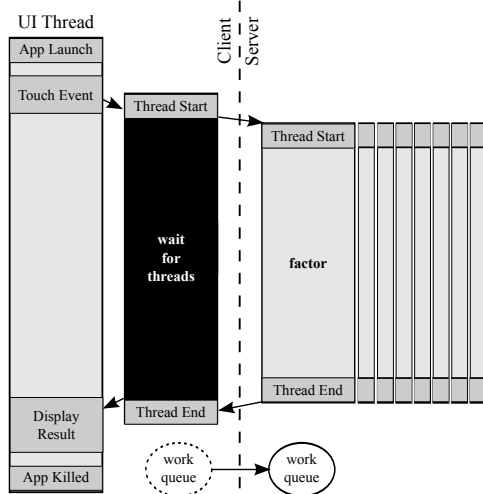 UI Thread
App Launch
Touch Event
Display
Result
App Killed
Thread Start
wait
for
threads
Thread End
Client
Server
Thread Start
factor
Thread End
work
queue
work
queue